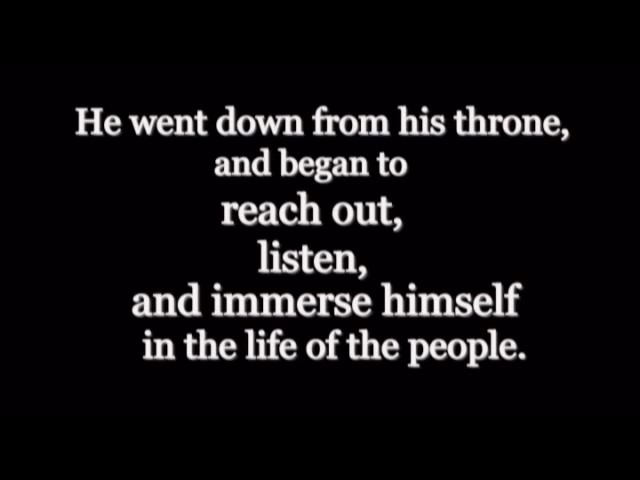 He went down from his throne,
and began to
reach out,
listen,
and immerse himself
in the life of the people.